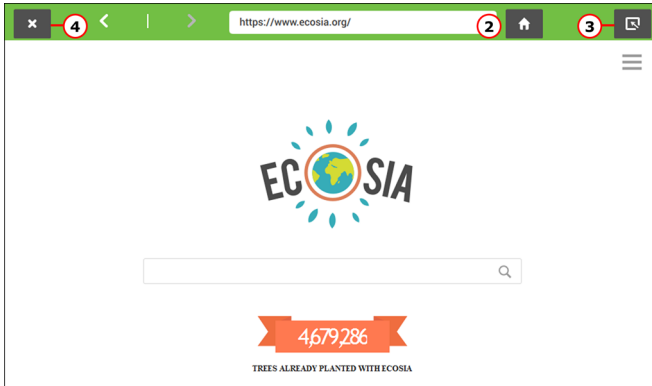 4
https://www.ecosia.org/
2
3
ECOSIA
4,679,286
TREES ALREADY PLANTED WITH ECOSIA